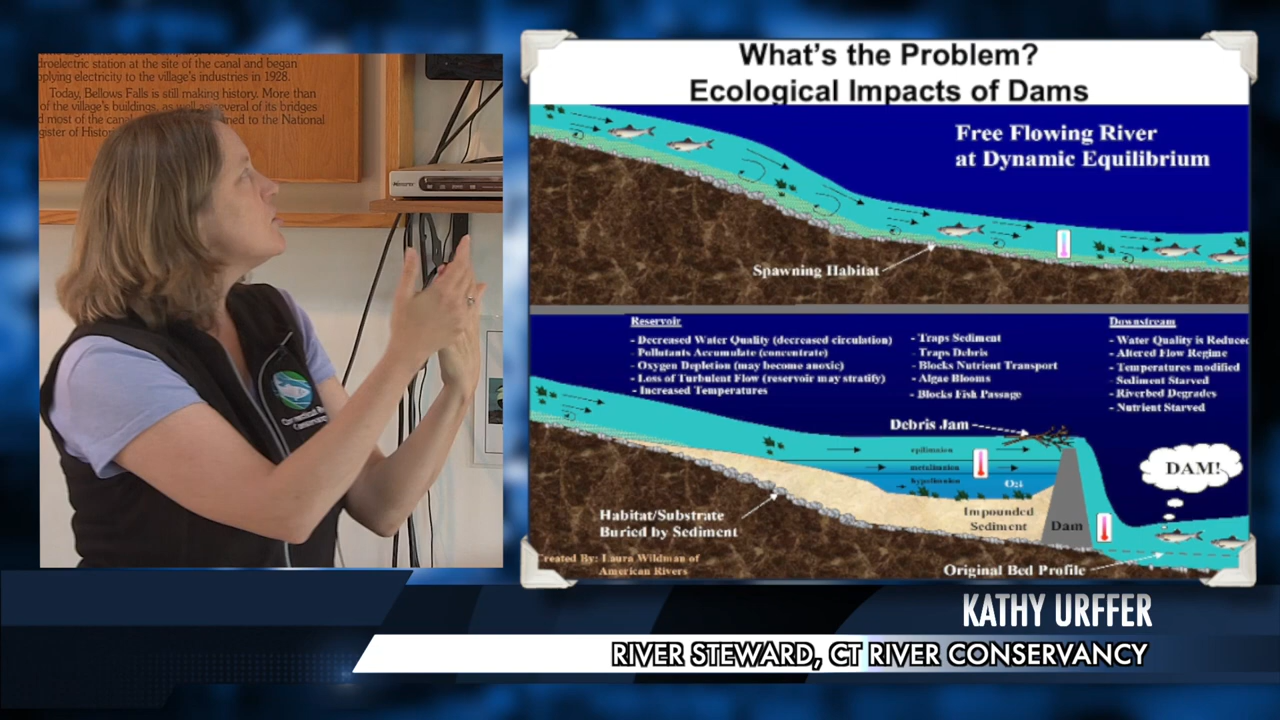 droelectric station at the site of the canal and began
pplying electricity to the village's industries in 1928.
Today, Bellows Falls is still making history. More than
of the village's buildings, as well as several of its bridges
d most of the canal
ned to the National
gister of Histor
What's the Problem?
Ecological Impacts of Dams
Free Flowing River
at Dynamic Equilibrium
Spawning Habitat
Reservoir
- Decreased Water Quality (decreased circulation)
- Pollutants Accumulate (concentrate)
- Oxygen Depletion (may become anoxic)
- Loss of Turbulent Flow (reservoir may stratify)
- Increased Temperatures
- Traps Sediment
- Traps Debris
- Blocks Nutrient Transport
- Algae Blooms
- Blocks Fish Passage
Downstream
- Water Quality is Reduced
- Altered Flow Regime
- Temperatures modified
- Sediment Starved
- Riverbed Degrades
- Nutrient Starved
Debris Jam
epilimnion
metalimnion
hypolimnion
DAM!
Habitat/Substrate
Buried by Sediment
Impounded
Sediment
Dam
Created By: Laura Wildman of
American Rivers
Original Bed Profile
KATHY URFFER
RIVER STEWARD, CT RIVER CONSERVANCY